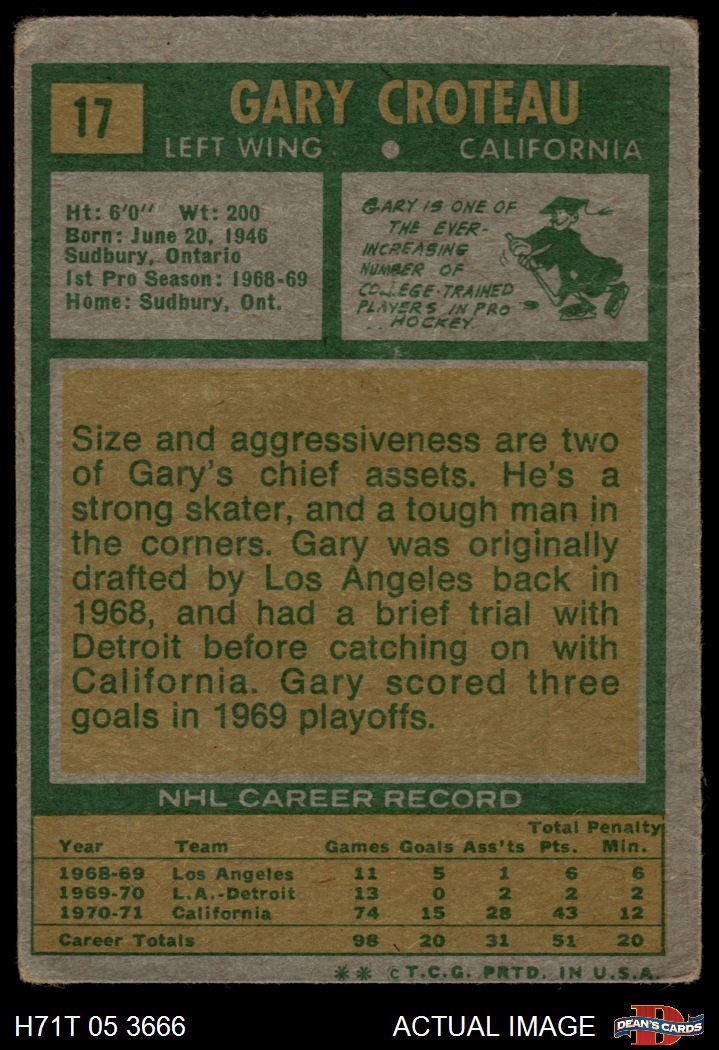 17
GARY CROTEAU
LEFT WING • CALIFORNIA
Ht: 6'0'' Wt: 200
Born: June 20, 1946
Sudbury, Ontario
1st Pro Season: 1968-69
Home: Sudbury, Ont.
GARY IS ONE OF
THE EVER-
INCREASING
NUMBER OF
COLLEGE-TRAINED
PLAYERS IN PRO
HOCKEY.
Size and aggressiveness are two
of Gary's chief assets. He's a
strong skater, and a tough man in
the corners. Gary was originally
drafted by Los Angeles back in
1968, and had a brief trial with
Detroit before catching on with
California. Gary scored three
goals in 1969 playoffs.
NHL CAREER RECORD
Total Penalty
Year Team Games Goals Ass'ts Pts. Min.
1968-69 Los Angeles 11 5 1 6 6
1969-70 L.A.-Detroit 13 0 2 2 2
1970-71 California 74 15 28 43 12
Career Totals 98 20 31 51 20
** © T.C.G. PRTD. IN U.S.A.
H71T 05 3666 ACTUAL IMAGE
D
DEAN'S CARDS